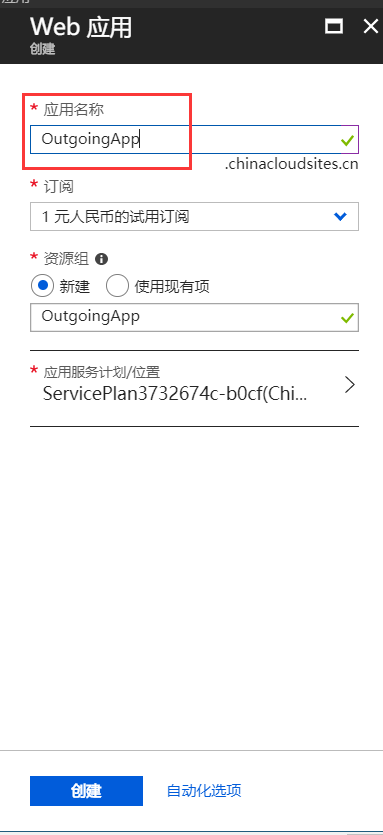 Web 应用
创建
* 应用名称
OutgoingApp
.chinacloudsites.cn
* 订阅
1 元人民币的试用订阅
* 资源组
新建 使用现有项
OutgoingApp
* 应用服务计划/位置
ServicePlan3732674c-b0cf(Chi...
创建 自动化选项